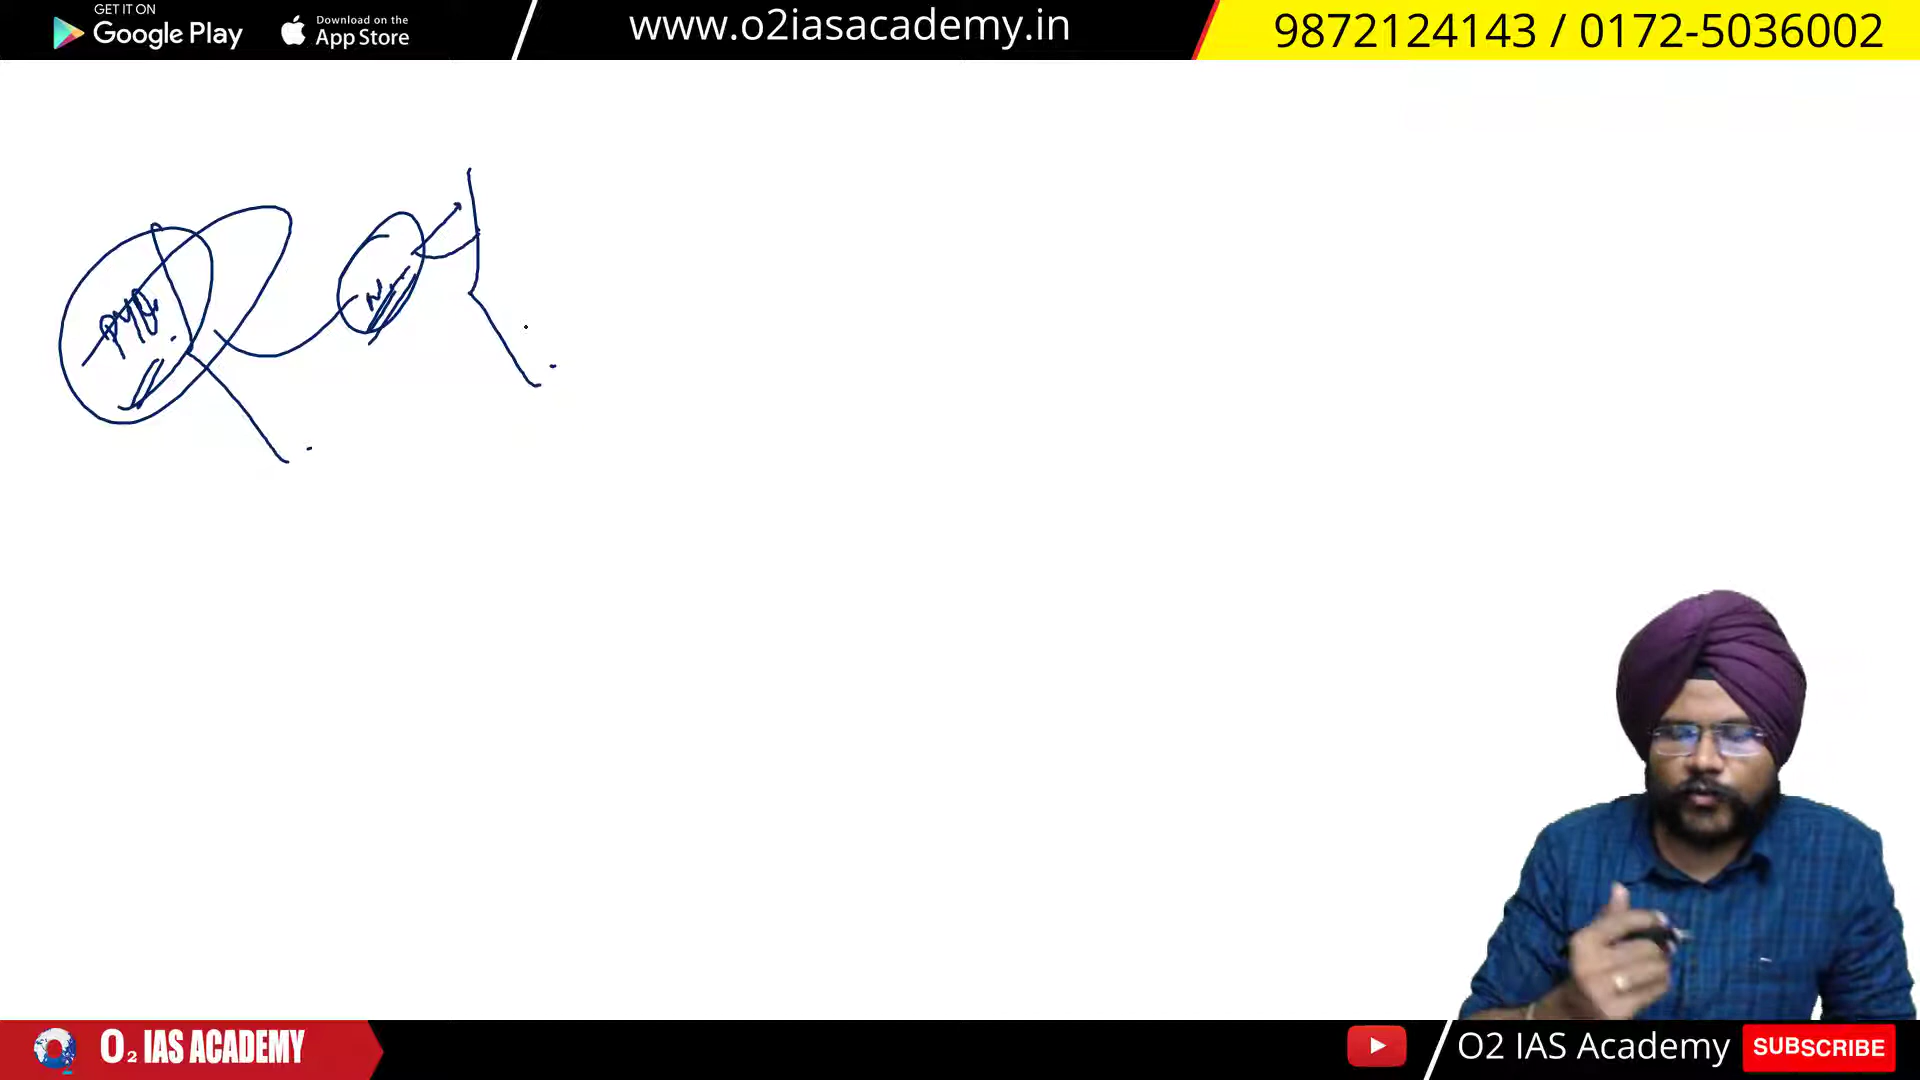 GET IT ON
Google Play
Download on the
App Store
www.o2iasacademy.in
9872124143 / 0172-5036002
PYQ
O2 IAS ACADEMY
O2 IAS Academy
SUBSCRIBE